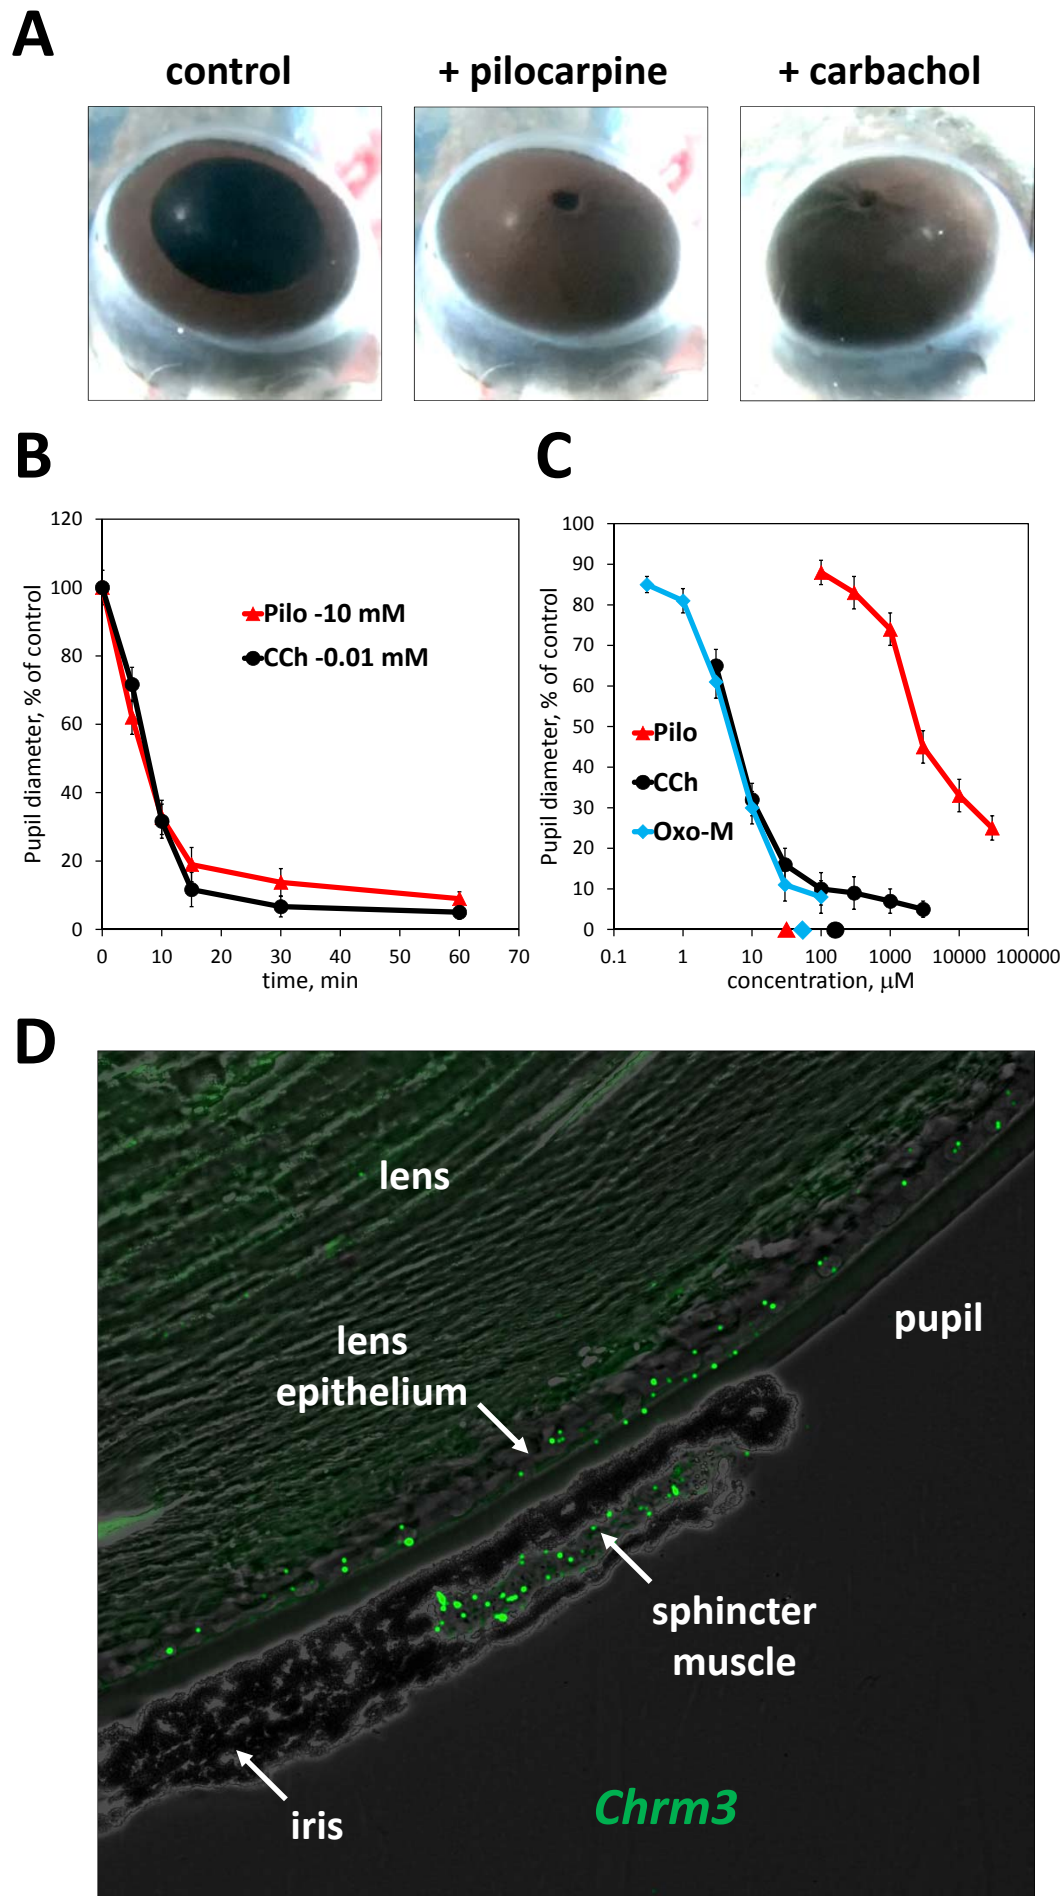 A
control
+ pilocarpine
+ carbachol
B
C
120
100
80
60
40
20
0
Pupil diameter, % of control
Pilo -10 mM
CCh -0.01 mM
0 10 20 30 40 50 60 70
time, min
100
90
80
70
60
50
40
30
20
10
0
Pupil diameter, % of control
Pilo
CCh
Oxo-M
0.1 1 10 100 1000 10000 100000
concentration, μM
D
lens
pupil
lens
epithelium
sphincter
muscle
Chrm3
iris